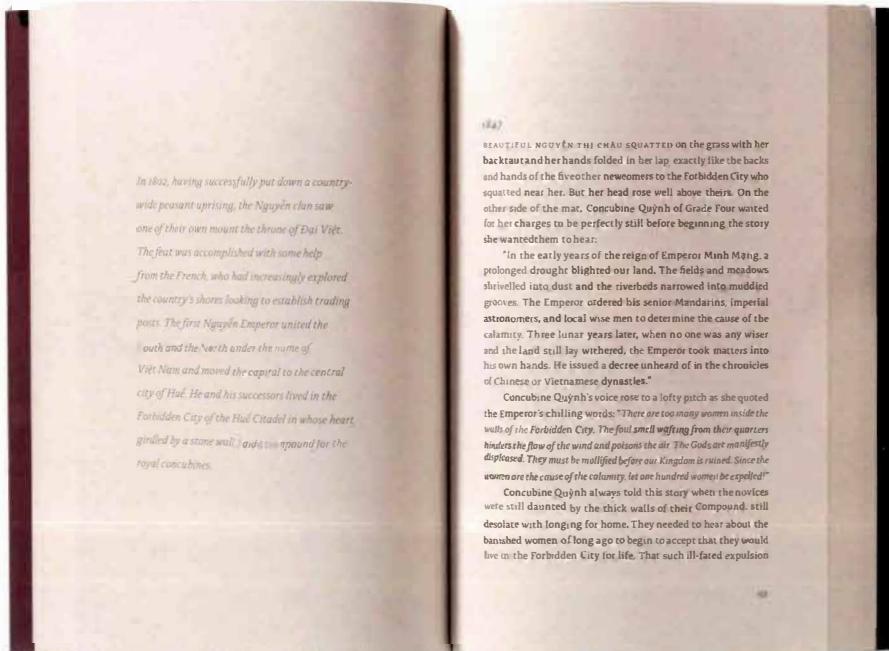 In 1802, having successfully put down a country-
wide peasant uprising, the Nguyễn clan saw
one of their own mount the throne of Đại Việt.
The feat was accomplished with some help
from the French, who had increasingly explored
the country's shores looking to establish trading
posts. The first Nguyễn Emperor united the
South and the North under the name of
Việt Nam and moved the capital to the central
city of Huế. He and his successors lived in the
Forbidden City of the Huế Citadel in whose heart,
girdled by a stone wall, compound for the
royal concubines.
1847
BEAUTIFUL NGUYỄN THỊ CHÂU SQUATTED on the grass with her
back taut and her hands folded in her lap exactly like the backs
and hands of the five other newcomers to the Forbidden City who
squatted near her. But her head rose well above theirs. On the
other side of the mat, Concubine Quỳnh of Grade Four waited
for her charges to be perfectly still before beginning the story
she wanted them to hear:
"In the early years of the reign of Emperor Minh Mạng, a
prolonged drought blighted our land. The fields and meadows
shrivelled into dust and the riverbeds narrowed into muddied
grooves. The Emperor ordered his senior Mandarins, imperial
astronomers, and local wise men to determine the cause of the
calamity. Three lunar years later, when no one was any wiser
and the land still lay withered, the Emperor took matters into
his own hands. He issued a decree unheard of in the chronicles
of Chinese or Vietnamese dynasties."
Concubine Quỳnh's voice rose to a lofty pitch as she quoted
the Emperor's chilling words: "There are too many women inside the
walls of the Forbidden City. The foul smell wafting from their quarters
hinders the flow of the wind and poisons the air. The Gods are manifestly
displeased. They must be mollified before our Kingdom is ruined. Since the
women are the cause of the calamity, let one hundred women be expelled!"
Concubine Quỳnh always told this story when the novices
were still daunted by the thick walls of their Compound, still
desolate with longing for home. They needed to hear about the
banished women of long ago to begin to accept that they would
live in the Forbidden City for life. That such ill-fated expulsion